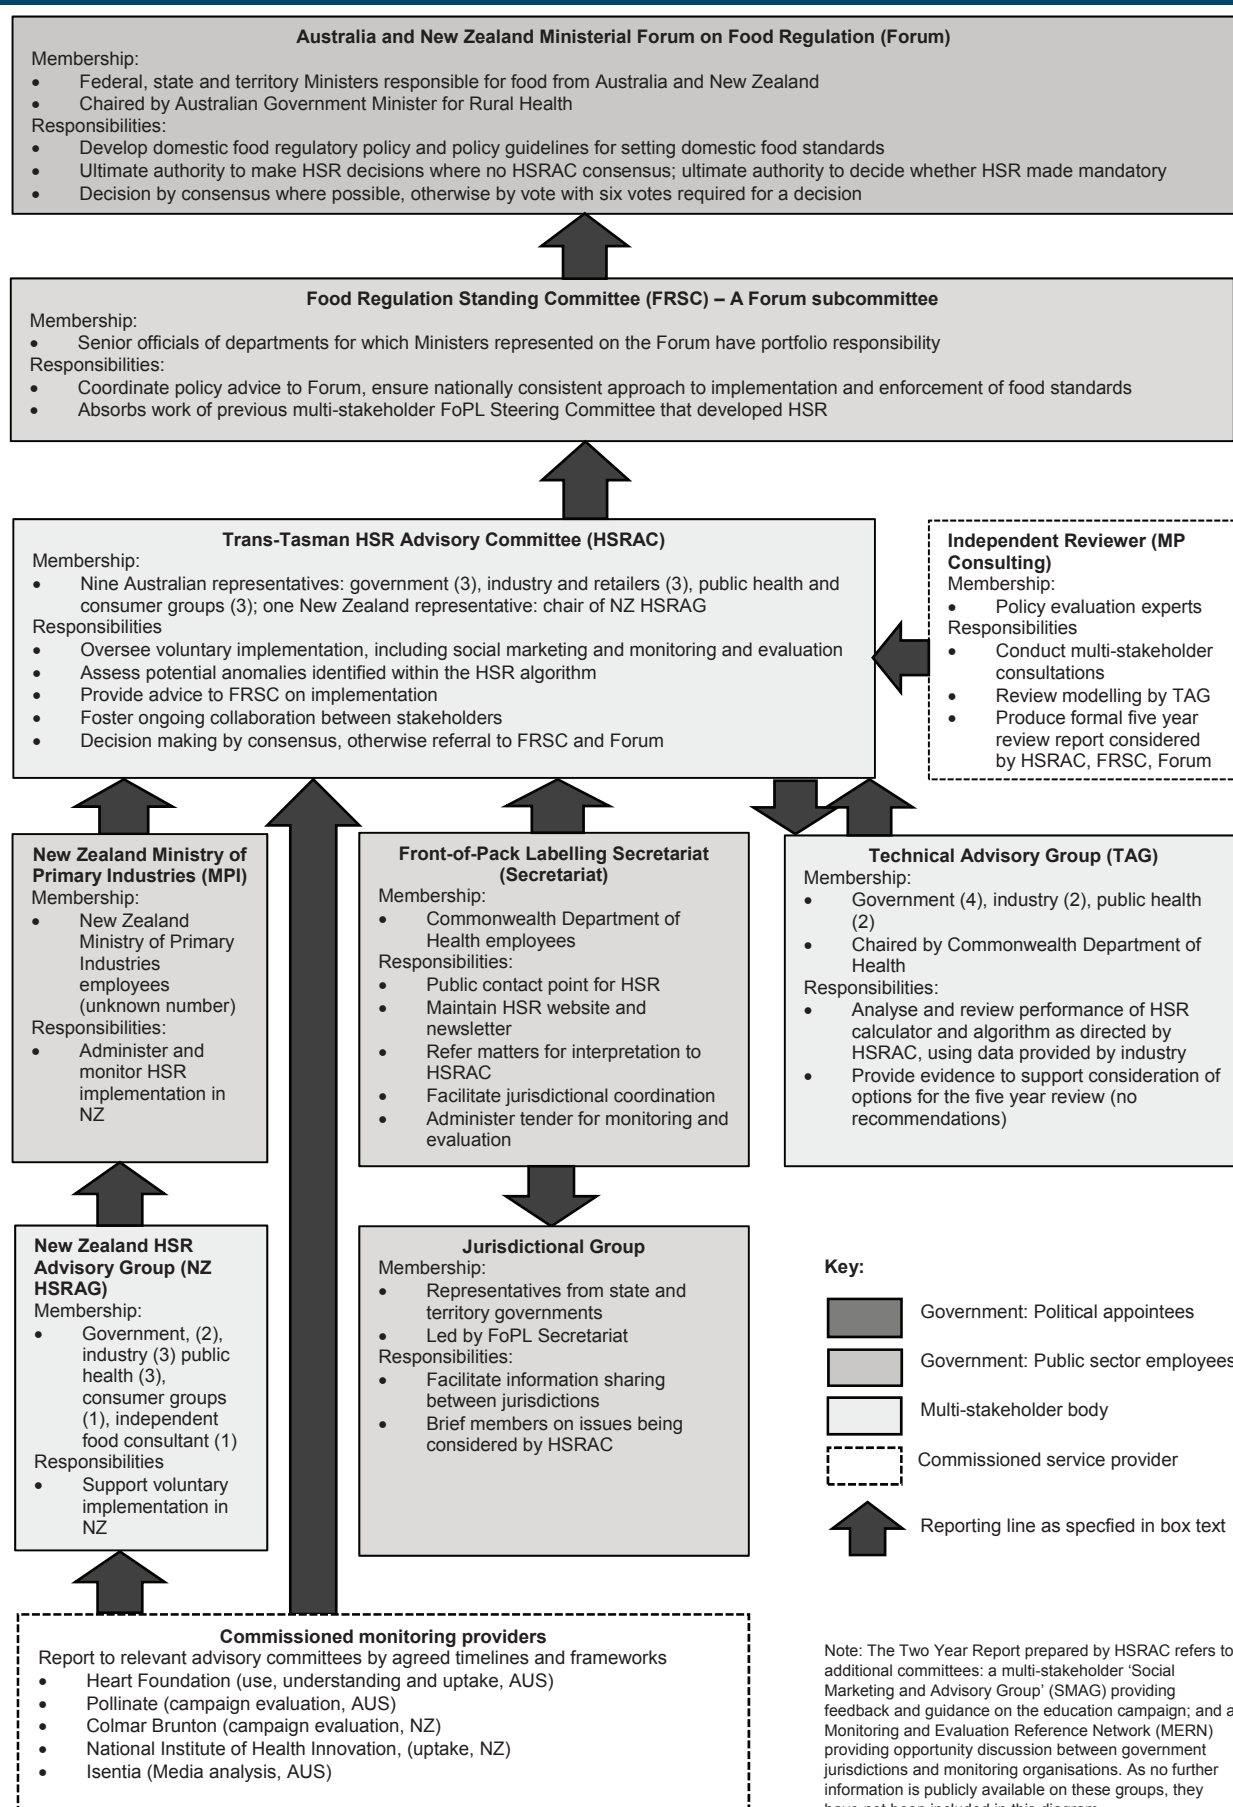 Australia and New Zealand Ministerial Forum on Food Regulation (Forum)
Membership:
• Federal, state and territory Ministers responsible for food from Australia and New Zealand
• Chaired by Australian Government Minister for Rural Health
Responsibilities:
• Develop domestic food regulatory policy and policy guidelines for setting domestic food standards
• Ultimate authority to make HSR decisions where no HSRAC consensus; ultimate authority to decide whether HSR made mandatory
• Decision by consensus where possible, otherwise by vote with six votes required for a decision
Food Regulation Standing Committee (FRSC) – A Forum subcommittee
Membership:
• Senior officials of departments for which Ministers represented on the Forum have portfolio responsibility
Responsibilities:
• Coordinate policy advice to Forum, ensure nationally consistent approach to implementation and enforcement of food standards
• Absorbs work of previous multi-stakeholder FoPL Steering Committee that developed HSR
Trans-Tasman HSR Advisory Committee (HSRAC)
Membership:
• Nine Australian representatives: government (3), industry and retailers (3), public health and
consumer groups (3); one New Zealand representative: chair of NZ HSRAG
Responsibilities
• Oversee voluntary implementation, including social marketing and monitoring and evaluation
• Assess potential anomalies identified within the HSR algorithm
• Provide advice to FRSC on implementation
• Foster ongoing collaboration between stakeholders
• Decision making by consensus, otherwise referral to FRSC and Forum
Independent Reviewer (MP
Consulting)
Membership:
• Policy evaluation experts
Responsibilities
• Conduct multi-stakeholder
consultations
• Review modelling by TAG
• Produce formal five year
review report considered
by HSRAC, FRSC, Forum
New Zealand Ministry of
Primary Industries (MPI)
Membership:
• New Zealand
Ministry of Primary
Industries
employees
(unknown number)
Responsibilities:
• Administer and
monitor HSR
implementation in
NZ
Front-of-Pack Labelling Secretariat
(Secretariat)
Membership:
• Commonwealth Department of
Health employees
Responsibilities:
• Public contact point for HSR
• Maintain HSR website and
newsletter
• Refer matters for interpretation to
HSRAC
• Facilitate jurisdictional coordination
• Administer tender for monitoring and
evaluation
Technical Advisory Group (TAG)
Membership:
• Government (4), industry (2), public health
(2)
• Chaired by Commonwealth Department of
Health
Responsibilities:
• Analyse and review performance of HSR
calculator and algorithm as directed by
HSRAC, using data provided by industry
• Provide evidence to support consideration of
options for the five year review (no
recommendations)
New Zealand HSR
Advisory Group (NZ
HSRAG)
Membership:
• Government, (2),
industry (3) public
health (3),
consumer groups
(1), independent
food consultant (1)
Responsibilities
• Support voluntary
implementation in
NZ
Jurisdictional Group
Membership:
• Representatives from state and
territory governments
• Led by FoPL Secretariat
Responsibilities:
• Facilitate information sharing
between jurisdictions
• Brief members on issues being
considered by HSRAC
Key:
Government: Political appointees
Government: Public sector employees
Multi-stakeholder body
Commissioned service provider
Reporting line as specfied in box text
Commissioned monitoring providers
Report to relevant advisory committees by agreed timelines and frameworks
• Heart Foundation (use, understanding and uptake, AUS)
• Pollinate (campaign evaluation, AUS)
• Colmar Brunton (campaign evaluation, NZ)
• National Institute of Health Innovation, (uptake, NZ)
• Isentia (Media analysis, AUS)
Note: The Two Year Report prepared by HSRAC refers to
additional committees: a multi-stakeholder ‘Social
Marketing and Advisory Group’ (SMAG) providing
feedback and guidance on the education campaign; and a
Monitoring and Evaluation Reference Network (MERN)
providing opportunity discussion between government
jurisdictions and monitoring organisations. As no further
information is publicly available on these groups, they
have not been included in this diagram